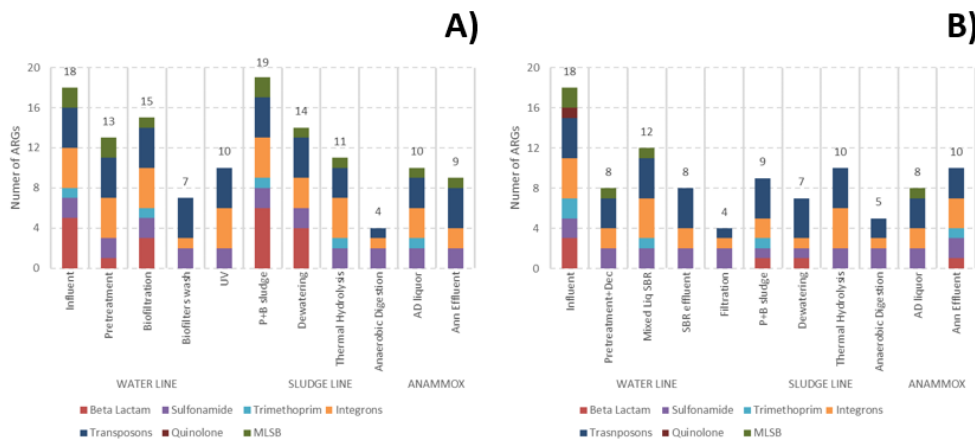 A)
20
16
12
8
4
0
Numer of ARGs
18
13
15
7
10
19
14
11
4
10
9
Influent
Pretreatment
Biofiltration
Biofilters wash
UV
P+B sludge
Dewatering
Thermal Hydrolysis
Anaerobic Digestion
AD liquor
Ann Effluent
WATER LINE SLUDGE LINE ANAMMOX
Beta Lactam Sulfonamide Trimethoprim Integrons
Transposons Quinolone MLSB
B)
20
16
12
8
4
0
Numer of ARGs
18
8
12
8
4
9
7
10
5
8
10
Influent
Pretreatment+Dec
Mixed Liq SBR
SBR effluent
Filtration
P+B sludge
Dewatering
Thermal Hydrolysis
Anaerobic Digestion
AD liquor
Ann Effluent
WATER LINE SLUDGE LINE ANAMMOX
Beta Lactam Sulfonamide Trimethoprim Integrons
Trasnposons Quinolone MLSB